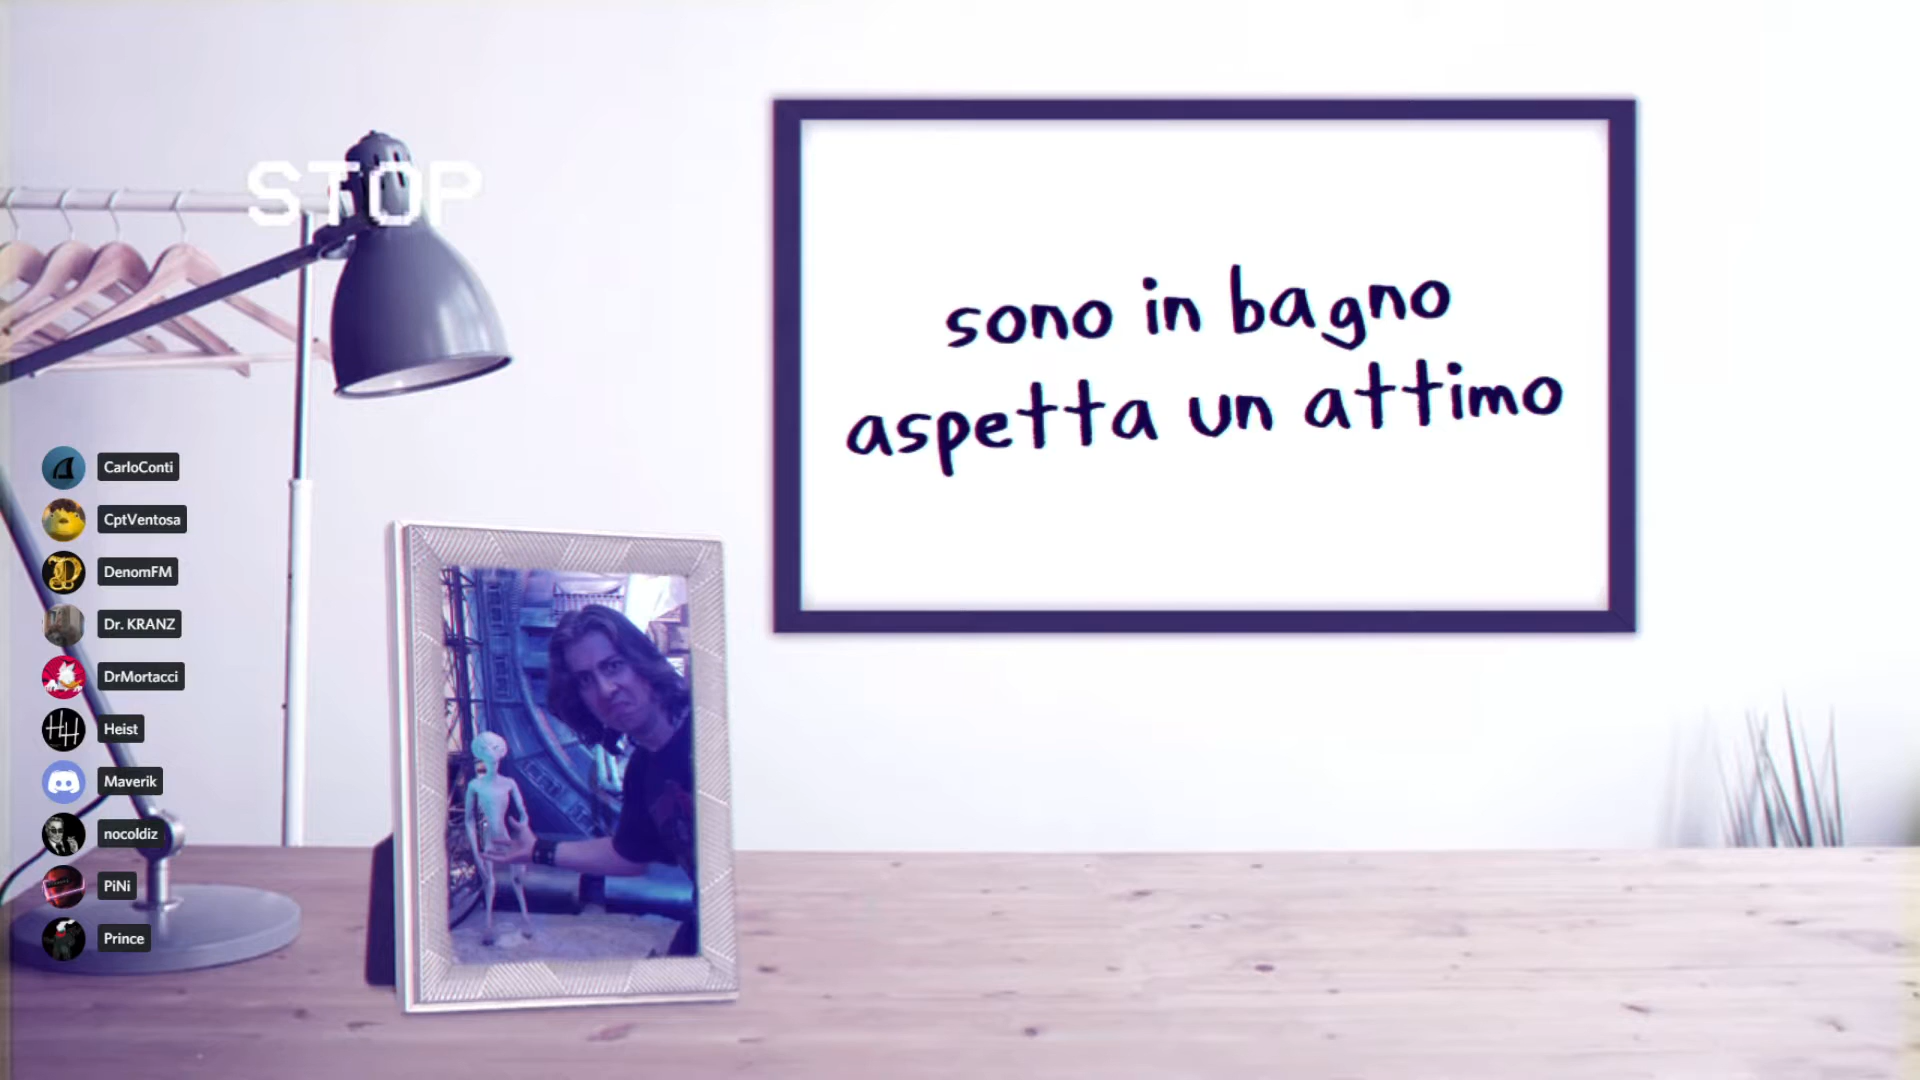 STOP
sono in bagno
aspetta un attimo
CarloConti
CptVentosa
DenomFM
Dr. KRANZ
DrMortacci
Heist
Maverik
nocoldiz
PiNi
Prince